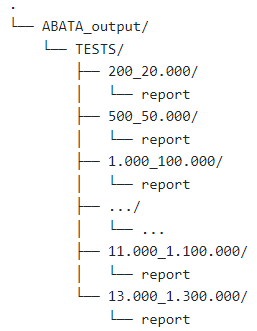 .
└── ABATA_output/
    └── TESTS/
        ├── 200_20.000/
        │   └── report
        ├── 500_50.000/
        │   └── report
        ├── 1.000_100.000/
        │   └── report
        ├── .../
        │   └── ...
        ├── 11.000_1.100.000/
        │   └── report
        └── 13.000_1.300.000/
            └── report